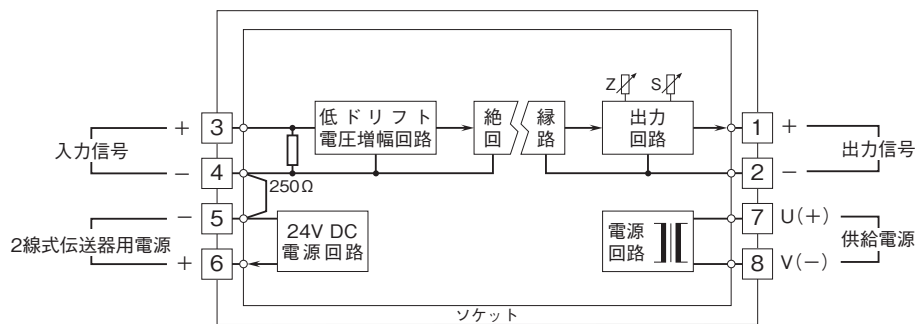 Z S
3 + 入力信号 4 −
低ドリフト
電圧増幅回路
絶 縁
回 路
出力
回路
1 + 出力信号 2 −
250Ω
5 − 2線式伝送器用電源 6 +
24V DC
電源回路
電源
回路
7 U(+) 供給電源 8 V(−)
ソケット